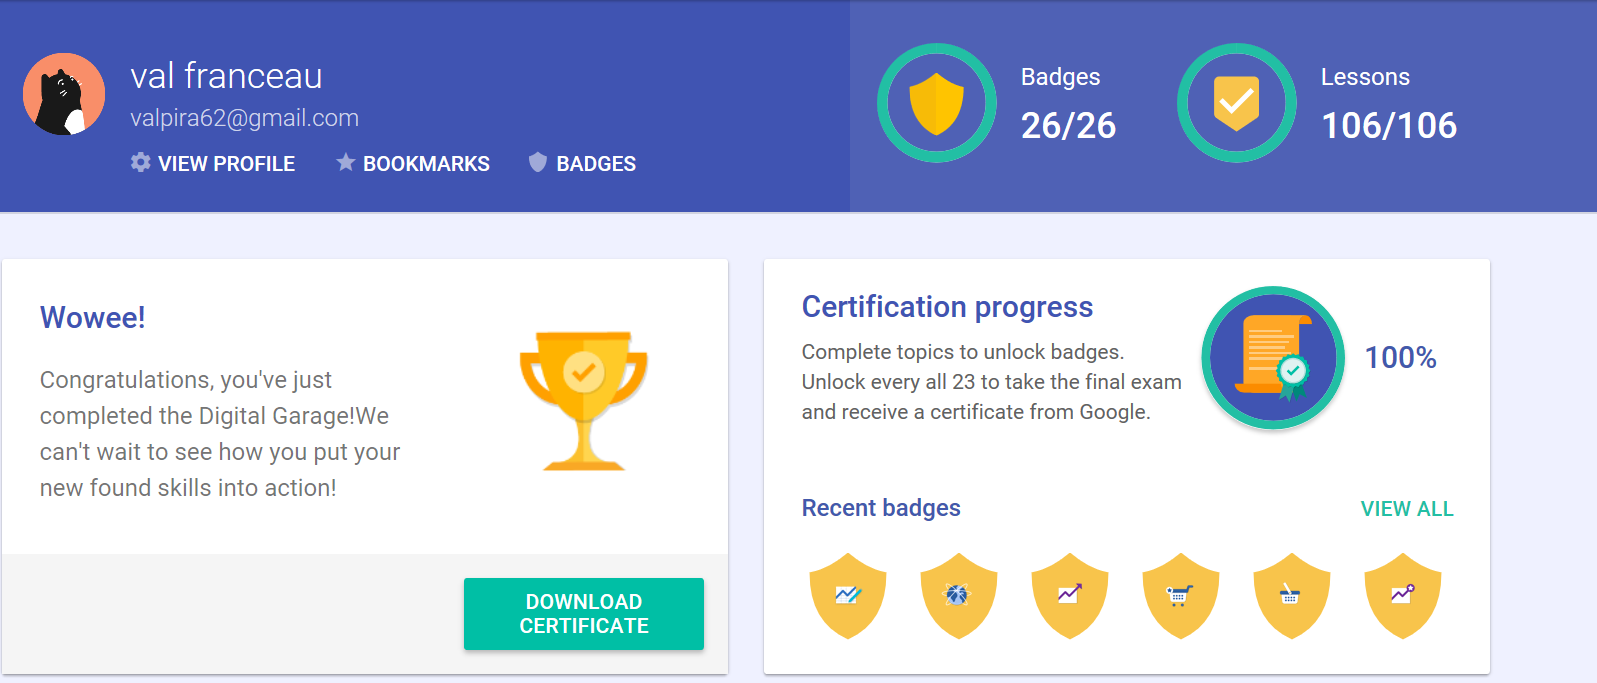 val franceau
valpira62@gmail.com
VIEW PROFILE BOOKMARKS BADGES
Badges
26/26
Lessons
106/106
Wowee!
Congratulations, you've just
completed the Digital Garage!We
can't wait to see how you put your
new found skills into action!
DOWNLOAD
CERTIFICATE
Certification progress
Complete topics to unlock badges.
Unlock every all 23 to take the final exam
and receive a certificate from Google.
100%
Recent badges
VIEW ALL